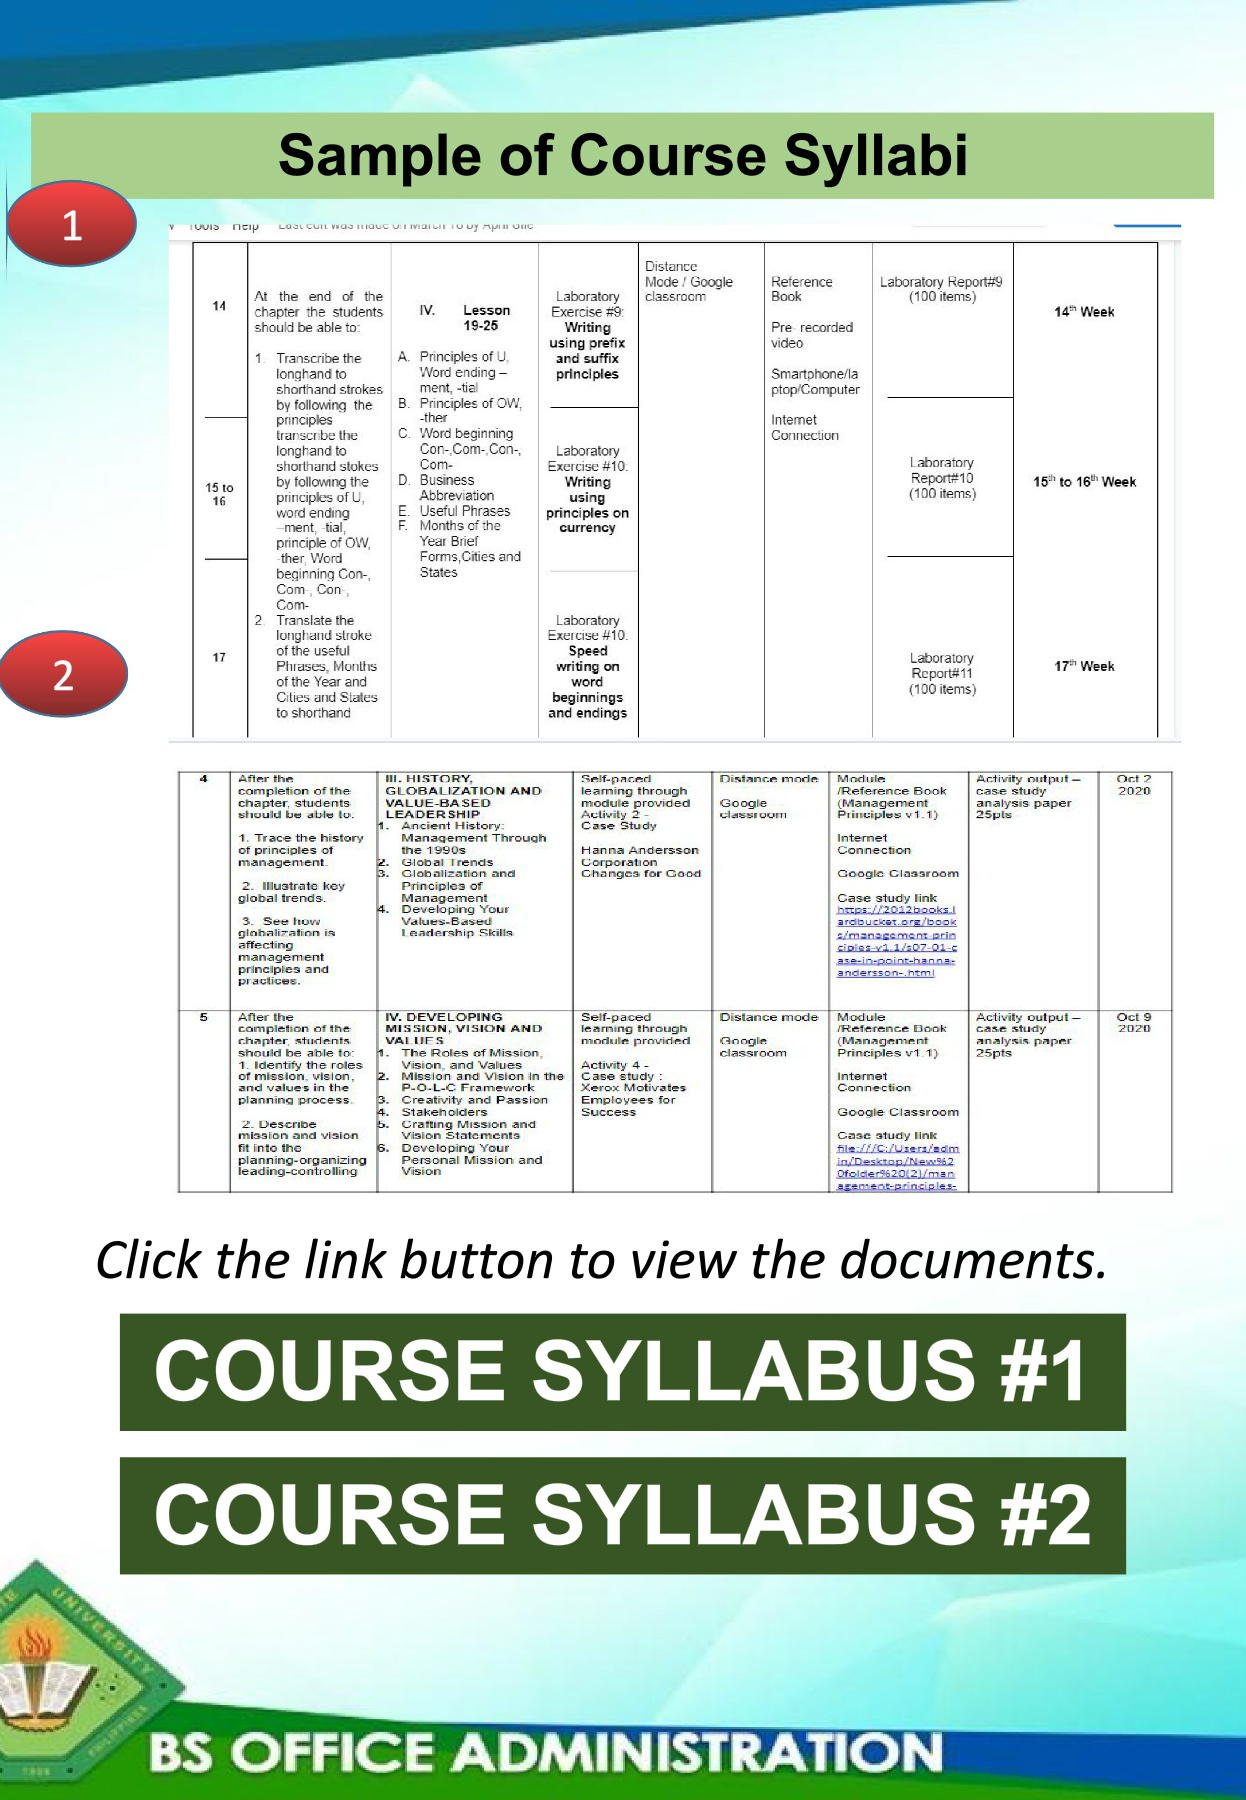 Sample of Course Syllabi
1
Tools Help Last edit was made on March 16 by April Gile
14
At the end of the
chapter the students
should be able to:
1. Transcribe the
longhand to
shorthand strokes
by following the
principles
transcribe the
longhand to
shorthand stokes
by following the
principles of U,
word ending
–ment, -tial,
principle of OW,
-ther, Word
beginning Con-,
Com-, Con-,
Com-
2. Translate the
longhand stroke
of the useful
Phrases, Months
of the Year and
Cities and States
to shorthand
IV. Lesson
19-25
A. Principles of U,
Word ending –
ment, -tial
B. Principles of OW,
-ther
C. Word beginning
Con-,Com-,Con-,
Com-
D. Business
Abbreviation
E. Useful Phrases
F. Months of the
Year Brief
Forms,Cities and
States
Laboratory
Exercise #9:
Writing
using prefix
and suffix
principles
Distance
Mode / Google
classroom
Reference
Book
Pre- recorded
video
Smartphone/la
ptop/Computer
Internet
Connection
Laboratory Report#9
(100 items)
14th Week
15 to
16
Laboratory
Exercise #10:
Writing
using
principles on
currency
Laboratory
Report#10
(100 items)
15th to 16th Week
17
Laboratory
Exercise #10:
Speed
writing on
word
beginnings
and endings
Laboratory
Report#11
(100 items)
17th Week
2
4
After the
completion of the
chapter, students
should be able to:
1. Trace the history
of principles of
management.
2. Illustrate key
global trends.
3. See how
globalization is
affecting
management
principles and
practices.
III. HISTORY,
GLOBALIZATION AND
VALUE-BASED
LEADERSHIP
1. Ancient History:
Management Through
the 1990s
2. Global Trends
3. Globalization and
Principles of
Management
4. Developing Your
Values-Based
Leadership Skills
Self-paced
learning through
module provided
Activity 2 -
Case Study
Hanna Andersson
Corporation
Changes for Good
Distance mode
Google
classroom
Module
/Reference Book
(Management
Principles v1.1)
Internet
Connection
Google Classroom
Case study link
https://2012books.l
ardbucket.org/book
s/management-prin
ciples-v1.1/s07-01-c
ase-in-point-hanna-
andersson-.html
Activity output –
case study
analysis paper
25pts
Oct 2
2020
5
After the
completion of the
chapter, students
should be able to:
1. Identify the roles
of mission, vision,
and values in the
planning process.
2. Describe
mission and vision
fit into the
planning-organizing
leading-controlling
IV. DEVELOPING
MISSION, VISION AND
VALUES
1. The Roles of Mission,
Vision, and Values
2. Mission and Vision in the
P-O-L-C Framework
3. Creativity and Passion
4. Stakeholders
5. Crafting Mission and
Vision Statements
6. Developing Your
Personal Mission and
Vision
Self-paced
learning through
module provided
Activity 4 -
Case study :
Xerox Motivates
Employees for
Success
Distance mode
Google
classroom
Module
/Reference Book
(Management
Principles v1.1)
Internet
Connection
Google Classroom
Case study link
file:///C:/Users/adm
in/Desktop/New%2
0folder%20(2)/man
agement-principles-
Activity output –
case study
analysis paper
25pts
Oct 9
2020
Click the link button to view the documents.
COURSE SYLLABUS #1
COURSE SYLLABUS #2
UNIVERSITY
PHILIPPINES
BS OFFICE ADMINISTRATION